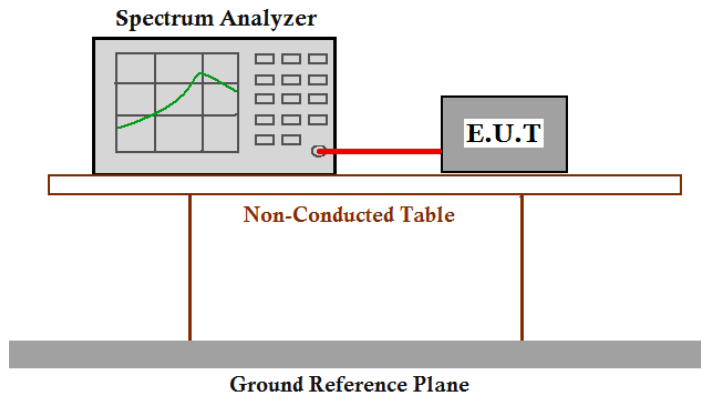 Spectrum Analyzer
E.U.T
Non-Conducted Table
Ground Reference Plane